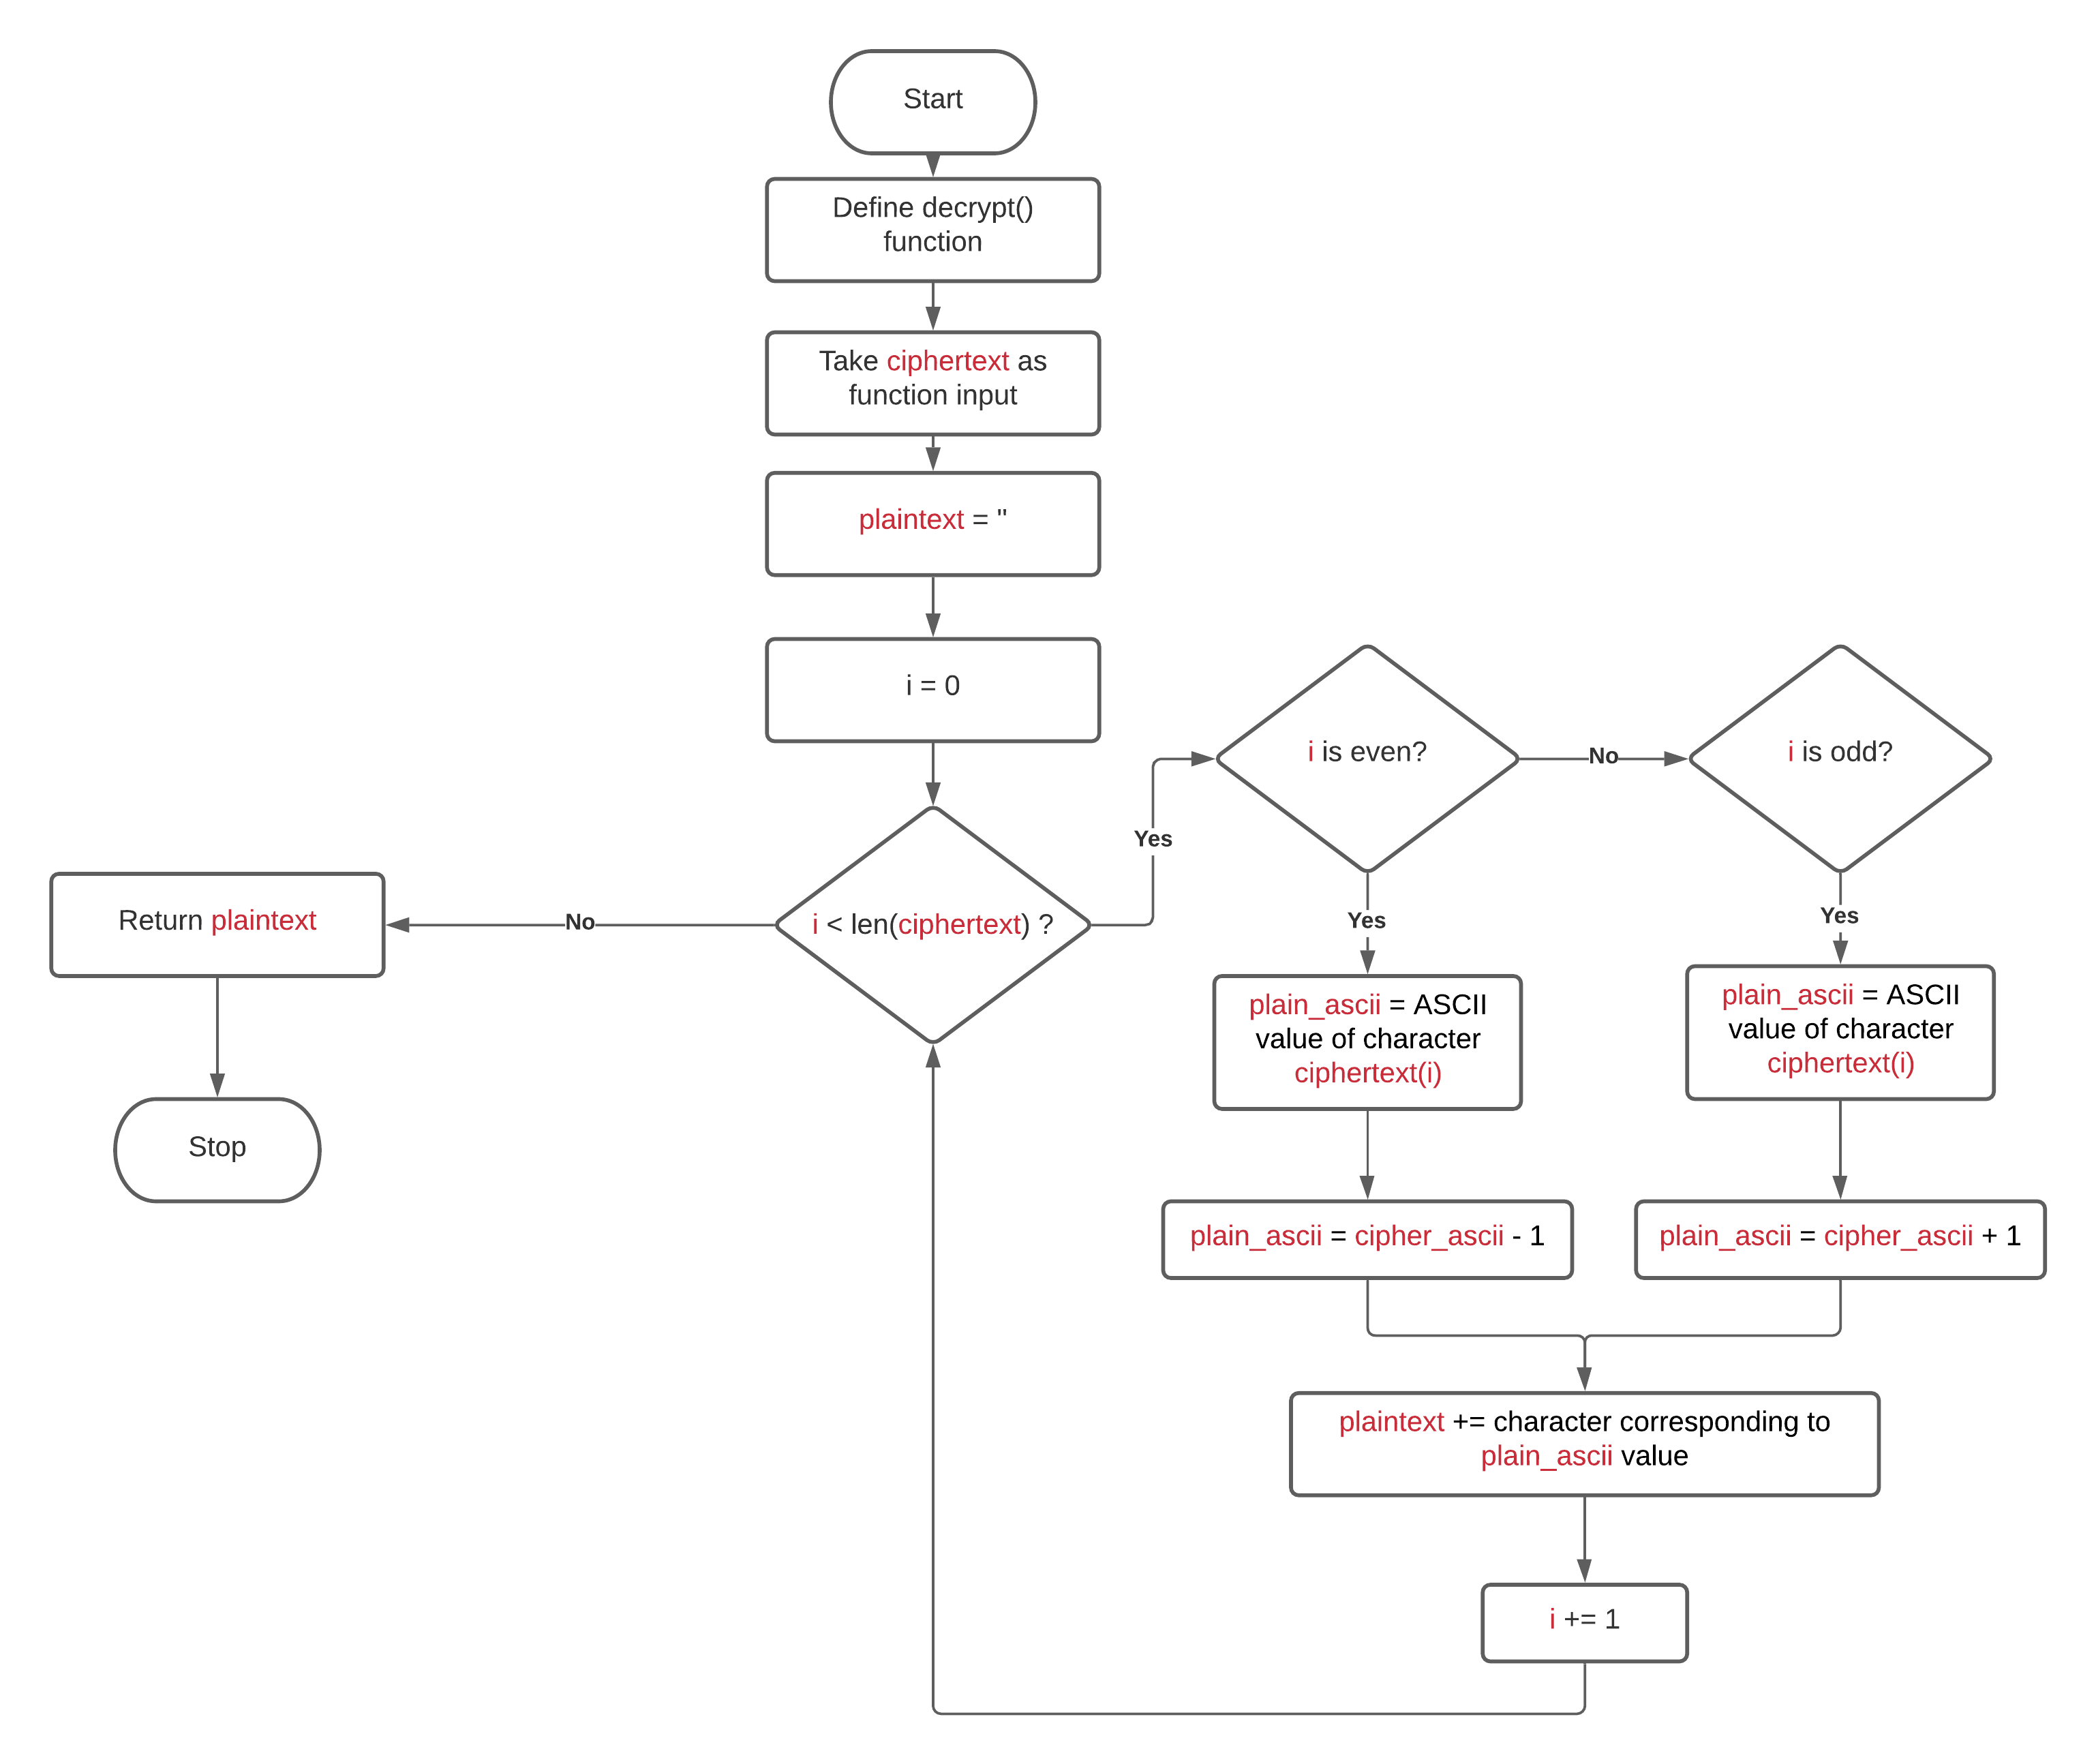 Start
Define decrypt()
function
Take ciphertext as
function input
plaintext = "
i = 0
i < len(ciphertext) ?
No
Return plaintext
Stop
Yes
i is even?
No
i is odd?
Yes
plain_ascii = ASCII
value of character
ciphertext(i)
plain_ascii = cipher_ascii - 1
Yes
plain_ascii = ASCII
value of character
ciphertext(i)
plain_ascii = cipher_ascii + 1
plaintext += character corresponding to
plain_ascii value
i += 1